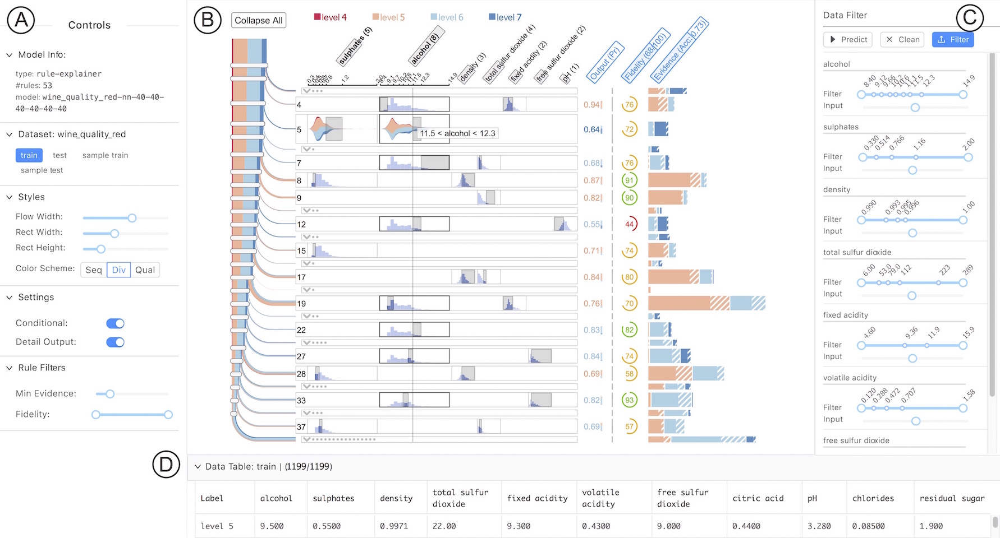 A
Controls
Model Info:
type: rule-explainer
#rules: 53
model: wine_quality_red-nn-40-40-
40-40-40-40
Dataset: wine_quality_red
train test sample train
sample test
Styles
Flow Width:
Rect Width:
Rect Height:
Color Scheme: Seq Div Qual
Settings
Conditional:
Detail Output:
Rule Filters
Min Evidence:
Fidelity:
B
Collapse All
level 4 level 5 level 6 level 7
sulphates (5)
alcohol (8)
density (3)
total sulfur dioxide (4)
fixed acidity (2)
free sulfur dioxide (2)
pH (1)
Output (Pr)
Fidelity (68/100)
Evidence (Acc: 0.73)
0.8 1.2 2.0
9.1 11.5 12.3 14.9
4 0.94 76
5 11.5 < alcohol < 12.3 0.64 72
7 0.68 76
8 0.87 91
9 0.82 90
12 0.55 44
15 0.71 74
17 0.84 80
19 0.76 70
22 0.83 82
27 0.84 74
28 0.69 58
33 0.82 93
37 0.69 57
C
Data Filter
Predict Clean Filter
alcohol
8.40 9.12 9.66 10.2 10.6 11.1 11.5 12.3 14.9
Filter
Input
sulphates
0.330 0.514 0.766 1.16 2.00
Filter
Input
density
0.990 0.993 0.995 0.996 1.00
Filter
Input
total sulfur dioxide
6.00 53.0 79.0 112 223 289
Filter
Input
fixed acidity
4.60 9.36 11.9 15.9
Filter
Input
volatile acidity
0.120 0.288 0.472 0.707 1.58
Filter
Input
free sulfur dioxide
D
Data Table: train | (1199/1199)
Label alcohol sulphates density total sulfur dioxide fixed acidity volatile acidity free sulfur dioxide citric acid pH chlorides residual sugar
level 5 9.500 0.5500 0.9971 22.00 9.300 0.4300 9.000 0.4400 3.280 0.08500 1.900